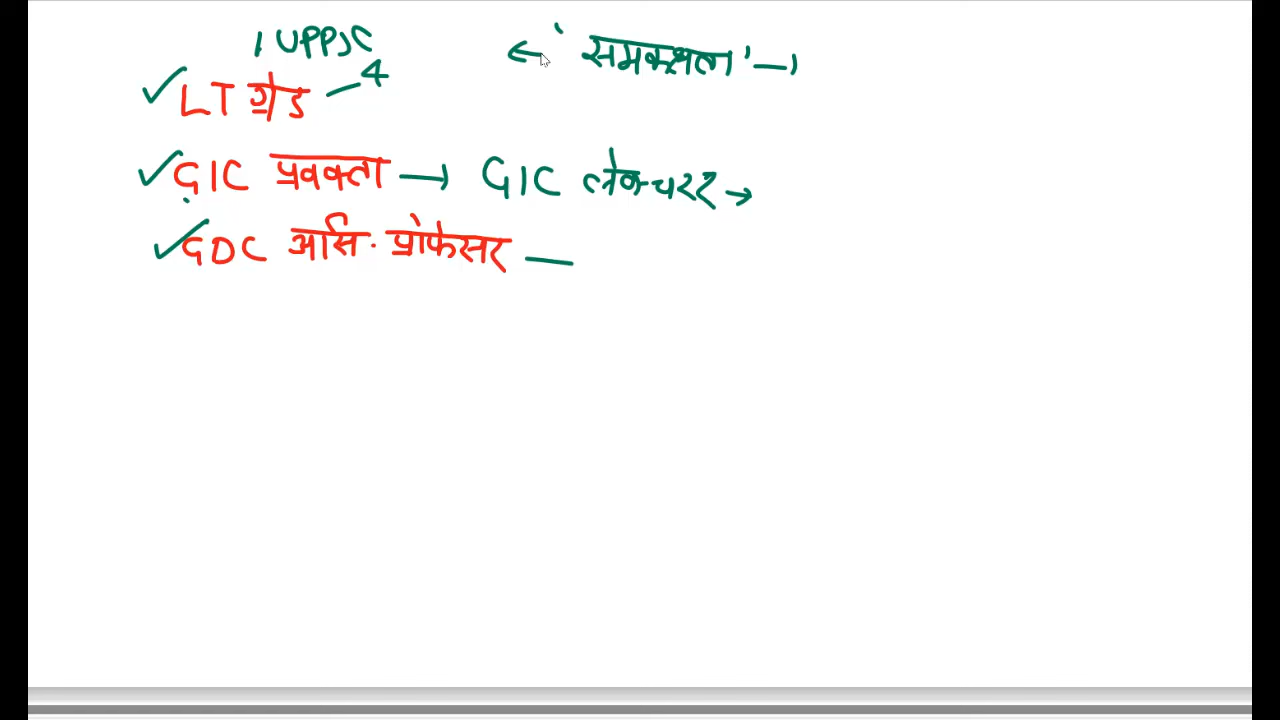 UPPSC ← ' समकक्षता ' →
✓ LT ग्रेड — 4
✓ GIC प्रवक्ता → GIC लेक्चरर →
✓ GDC असि. प्रोफेसर —